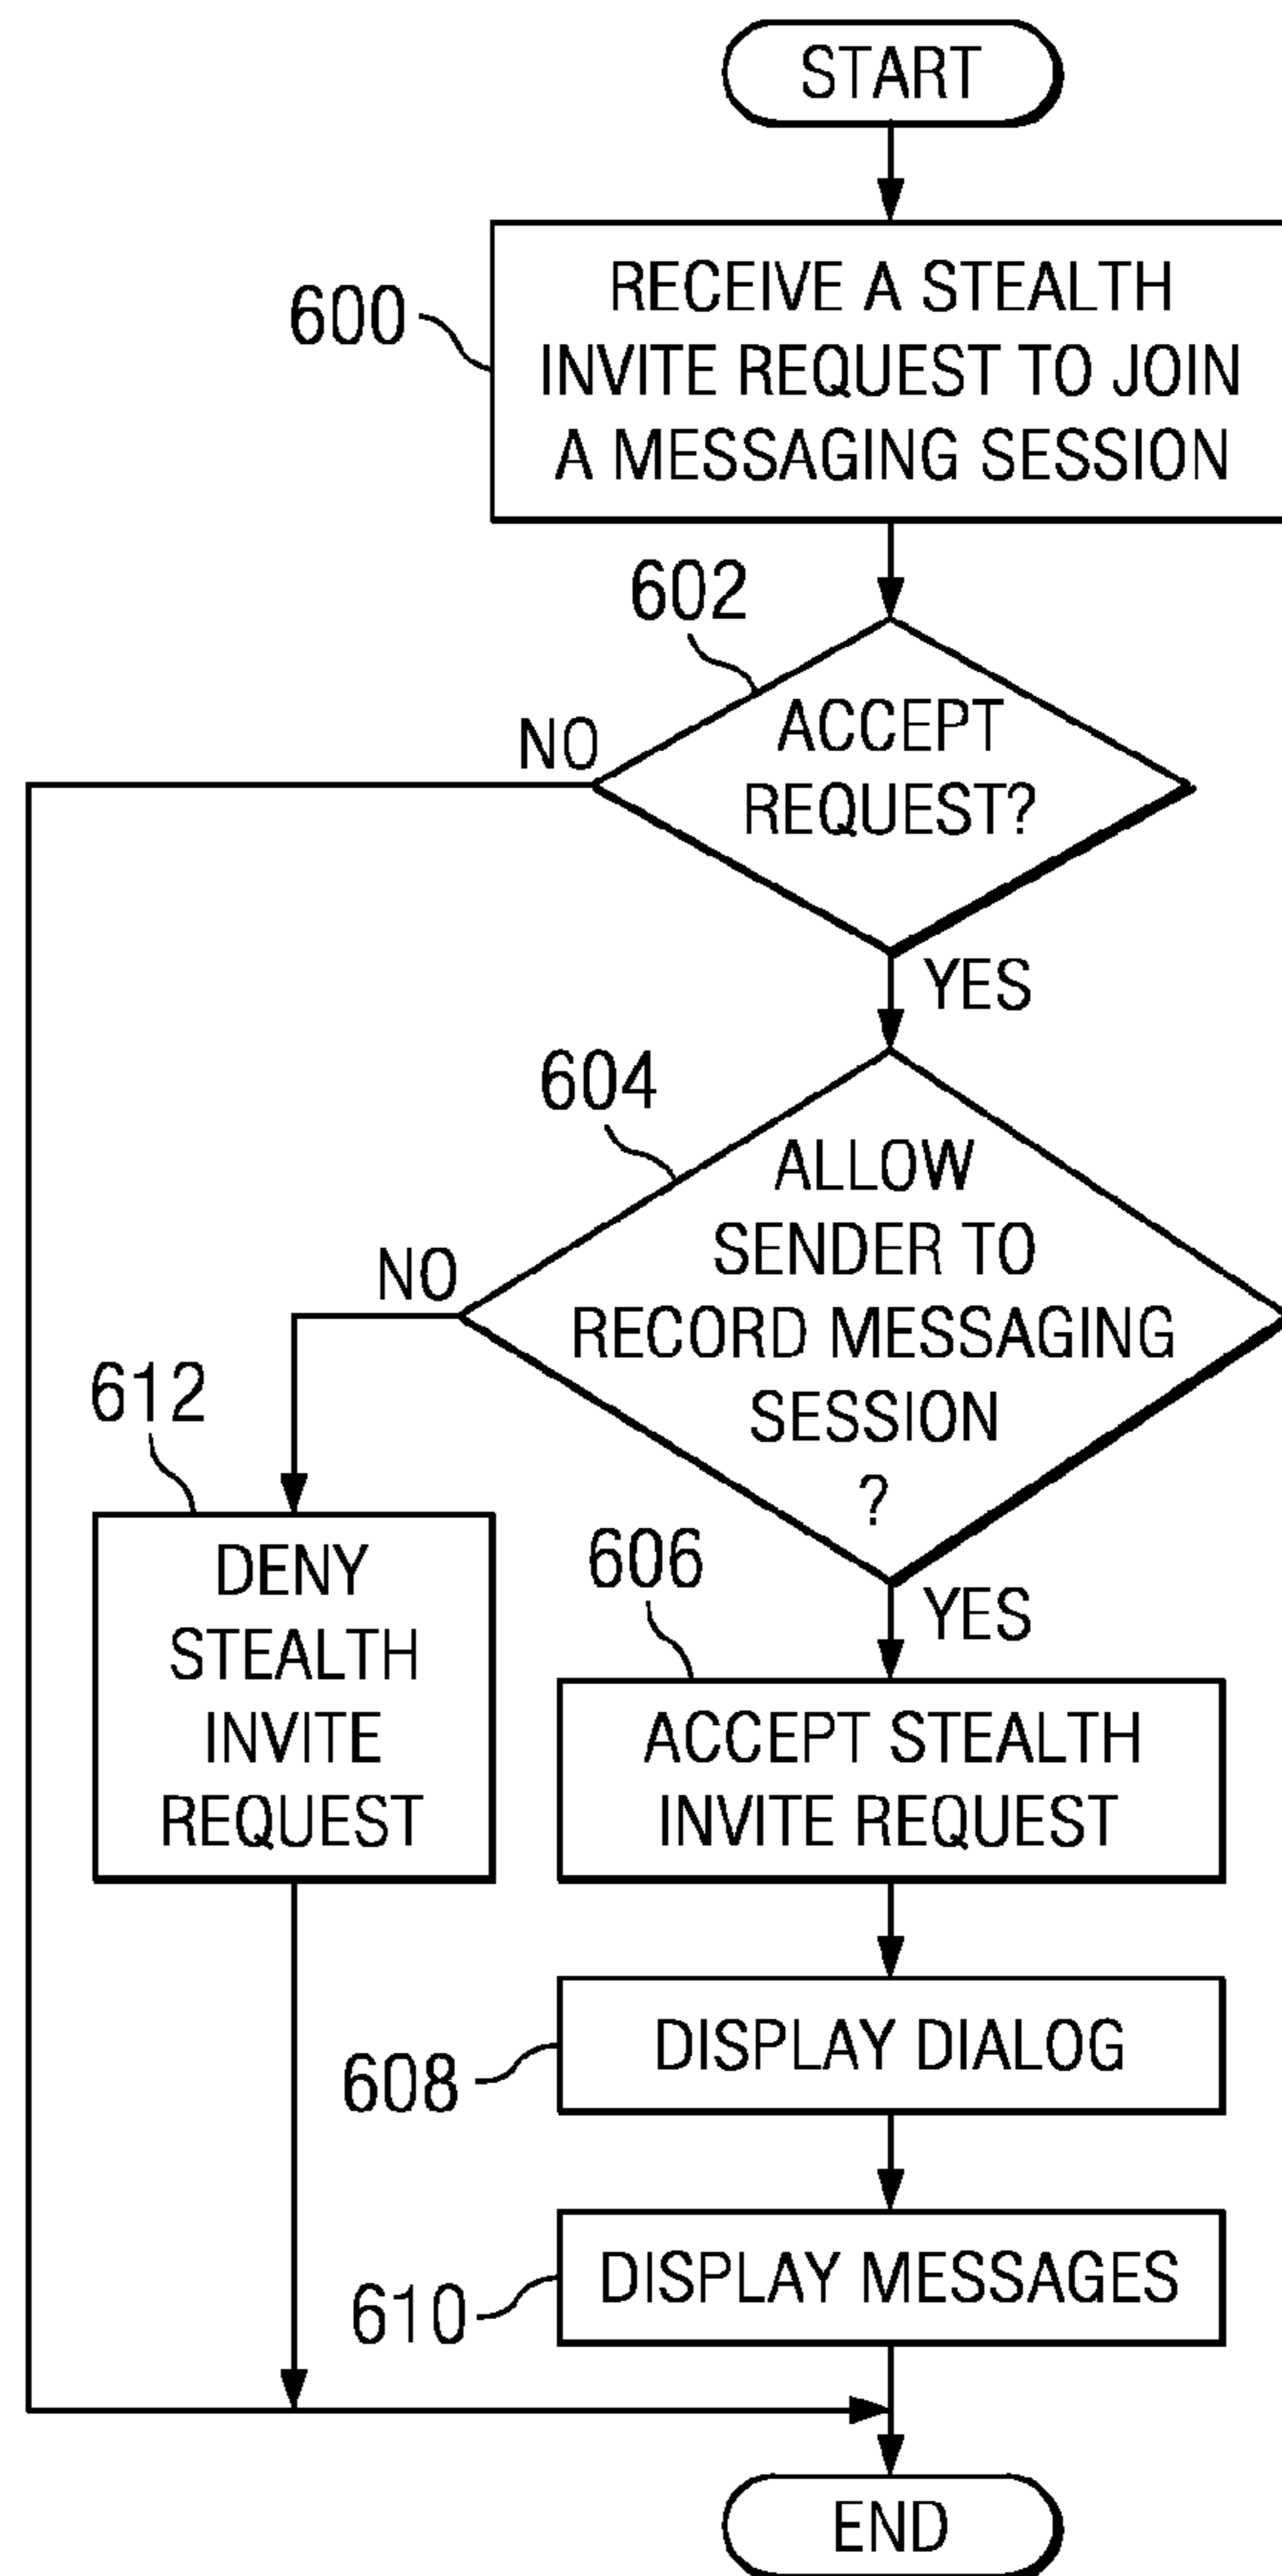 START
600
RECEIVE A STEALTH
INVITE REQUEST TO JOIN
A MESSAGING SESSION
602
NO
ACCEPT
REQUEST?
YES
604
NO
ALLOW
SENDER TO
RECORD MESSAGING
SESSION
?
YES
612
DENY
STEALTH
INVITE
REQUEST
606
ACCEPT STEALTH
INVITE REQUEST
608
DISPLAY DIALOG
610
DISPLAY MESSAGES
END